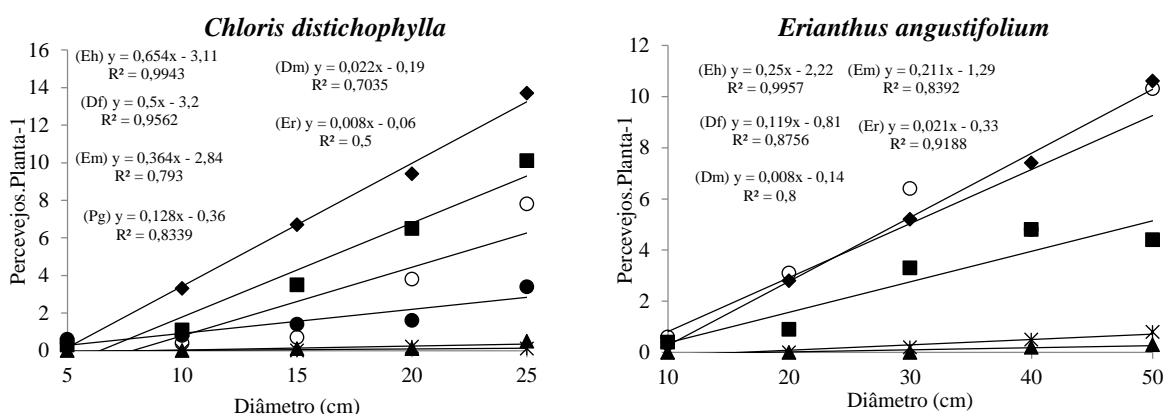 Chloris distichophylla
16
14
12
10
8
6
4
2
0
Percevejos.Planta-1
(Eh) y = 0,654x - 3,11
R² = 0,9943
(Df) y = 0,5x - 3,2
R² = 0,9562
(Em) y = 0,364x - 2,84
R² = 0,793
(Pg) y = 0,128x - 0,36
R² = 0,8339
(Dm) y = 0,022x - 0,19
R² = 0,7035
(Er) y = 0,008x - 0,06
R² = 0,5
5 10 15 20 25
Diâmetro (cm)
Erianthus angustifolium
12
10
8
6
4
2
0
Percevejos.Planta-1
(Eh) y = 0,25x - 2,22
R² = 0,9957
(Df) y = 0,119x - 0,81
R² = 0,8756
(Dm) y = 0,008x - 0,14
R² = 0,8
(Em) y = 0,211x - 1,29
R² = 0,8392
(Er) y = 0,021x - 0,33
R² = 0,9188
10 20 30 40 50
Diâmetro (cm)